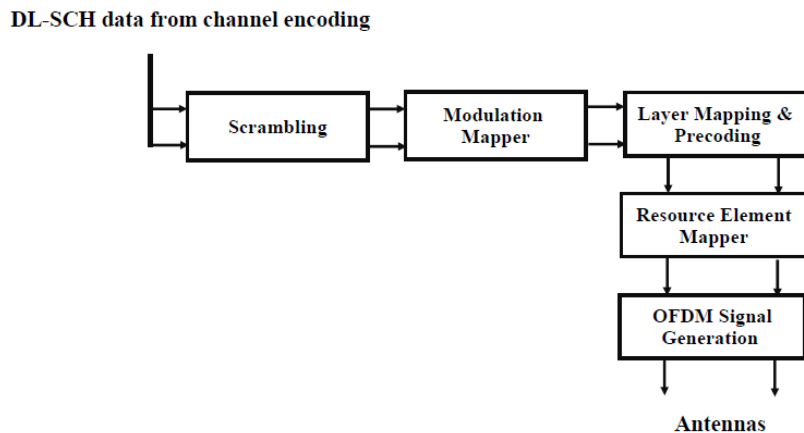 DL-SCH data from channel encoding
Scrambling
Modulation
Mapper
Layer Mapping &
Precoding
Resource Element
Mapper
OFDM Signal
Generation
Antennas